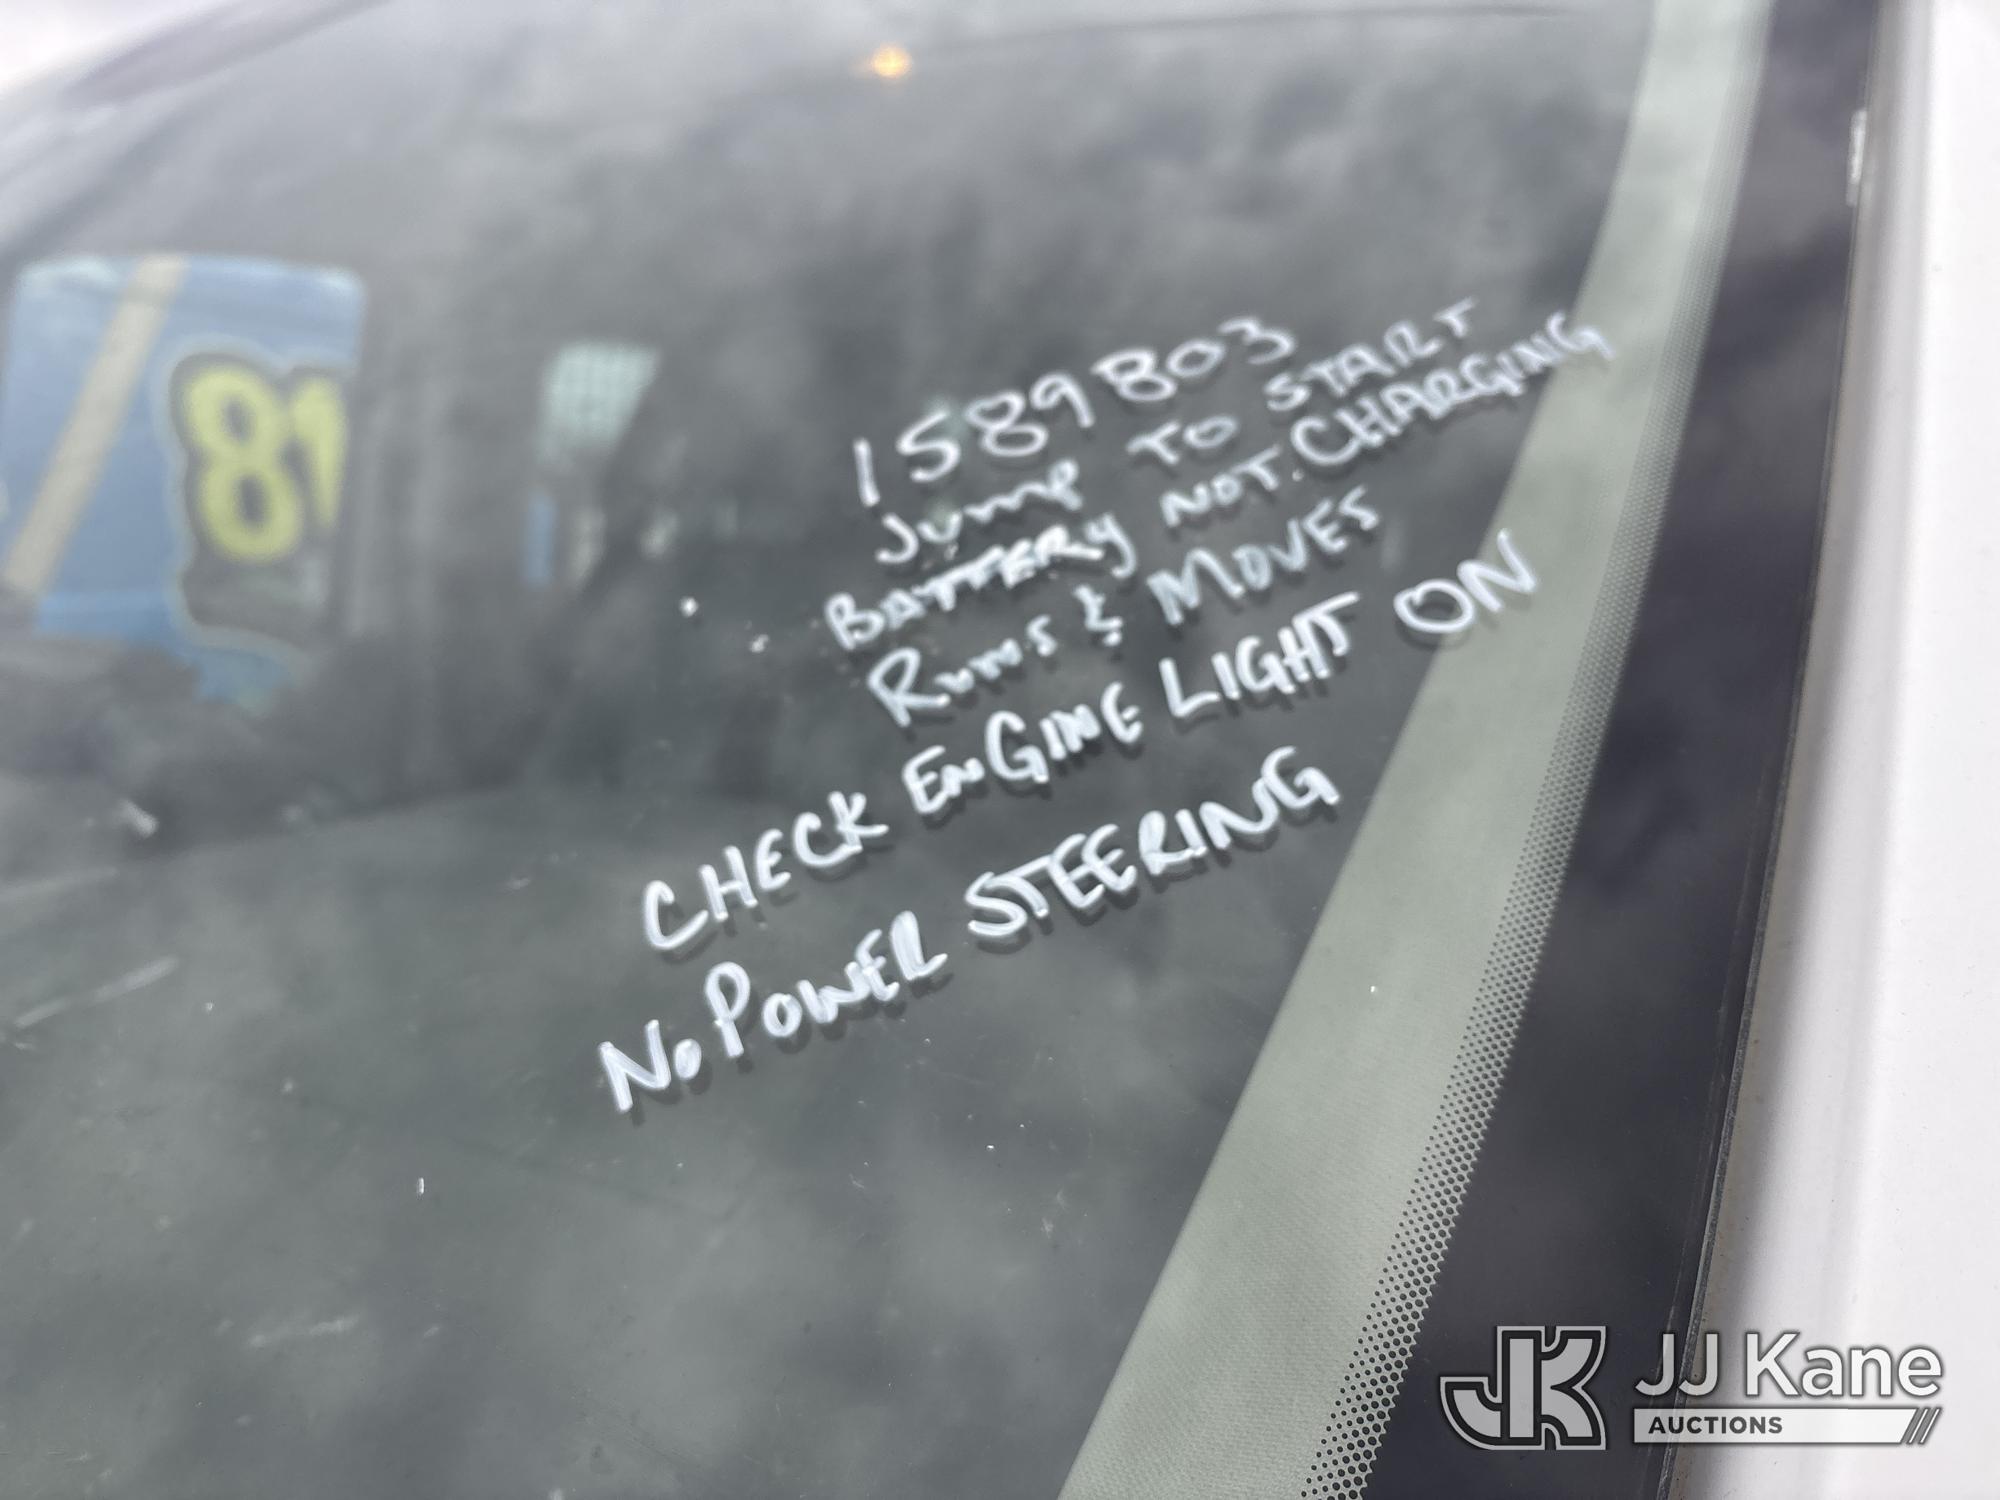 81
1589803
Jump TO START
BATTERY NOT CHARGING
Runs & MOVES
CHECK ENGINE LIGHT ON
No POWER STEERING
JK JJ Kane
AUCTIONS